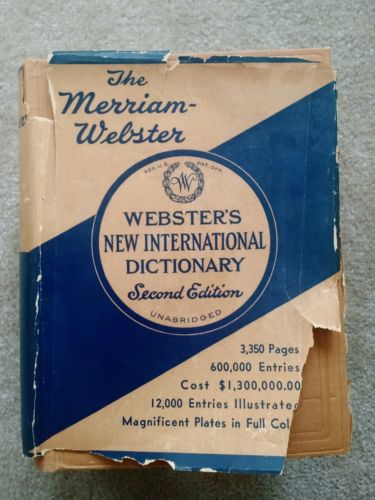 The
Merriam-
Webster
REG. U.S. PAT. OFF.
W
WEBSTER'S
NEW INTERNATIONAL
DICTIONARY
Second Edition
UNABRIDGED
3,350 Pages
600,000 Entries
Cost $1,300,000.00
12,000 Entries Illustrated
Magnificent Plates in Full Col